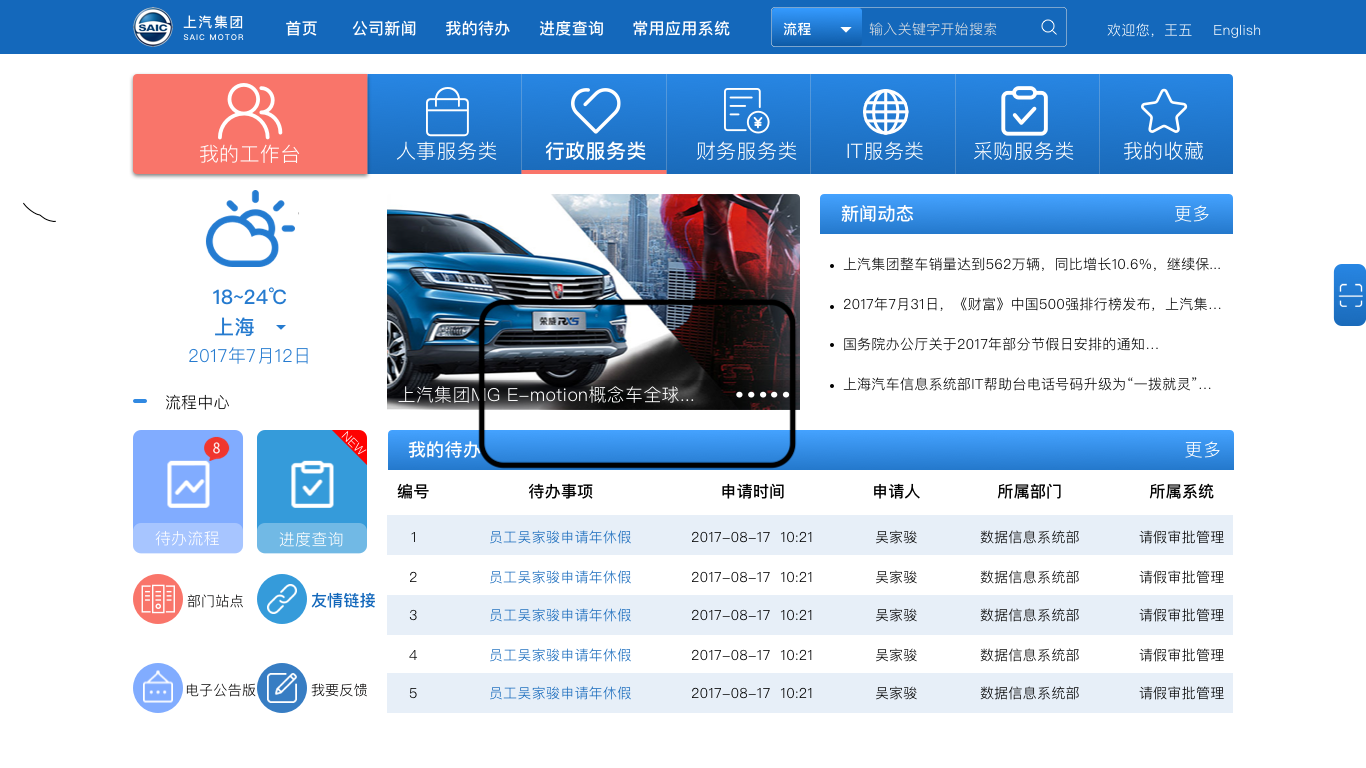 SAIC 上汽集团 SAIC MOTOR 首页 公司新闻 我的待办 进度查询 常用应用系统 流程 输入关键字开始搜索 欢迎您，王五 English
我的工作台 人事服务类 行政服务类 财务服务类 IT服务类 采购服务类 我的收藏
18~24℃
上海
2017年7月12日
荣威 RX5
上汽集团MG E-motion概念车全球...
新闻动态 更多
上汽集团整车销量达到562万辆，同比增长10.6%，继续保...
2017年7月31日，《财富》中国500强排行榜发布，上汽集...
国务院办公厅关于2017年部分节假日安排的通知...
上海汽车信息系统部IT帮助台电话号码升级为“一拨就灵”...
流程中心
8
待办流程
NEW
进度查询
部门站点 友情链接
电子公告版 我要反馈
我的待办 更多
编号 待办事项 申请时间 申请人 所属部门 所属系统
1 员工吴家骏申请年休假 2017-08-17 10:21 吴家骏 数据信息系统部 请假审批管理
2 员工吴家骏申请年休假 2017-08-17 10:21 吴家骏 数据信息系统部 请假审批管理
3 员工吴家骏申请年休假 2017-08-17 10:21 吴家骏 数据信息系统部 请假审批管理
4 员工吴家骏申请年休假 2017-08-17 10:21 吴家骏 数据信息系统部 请假审批管理
5 员工吴家骏申请年休假 2017-08-17 10:21 吴家骏 数据信息系统部 请假审批管理